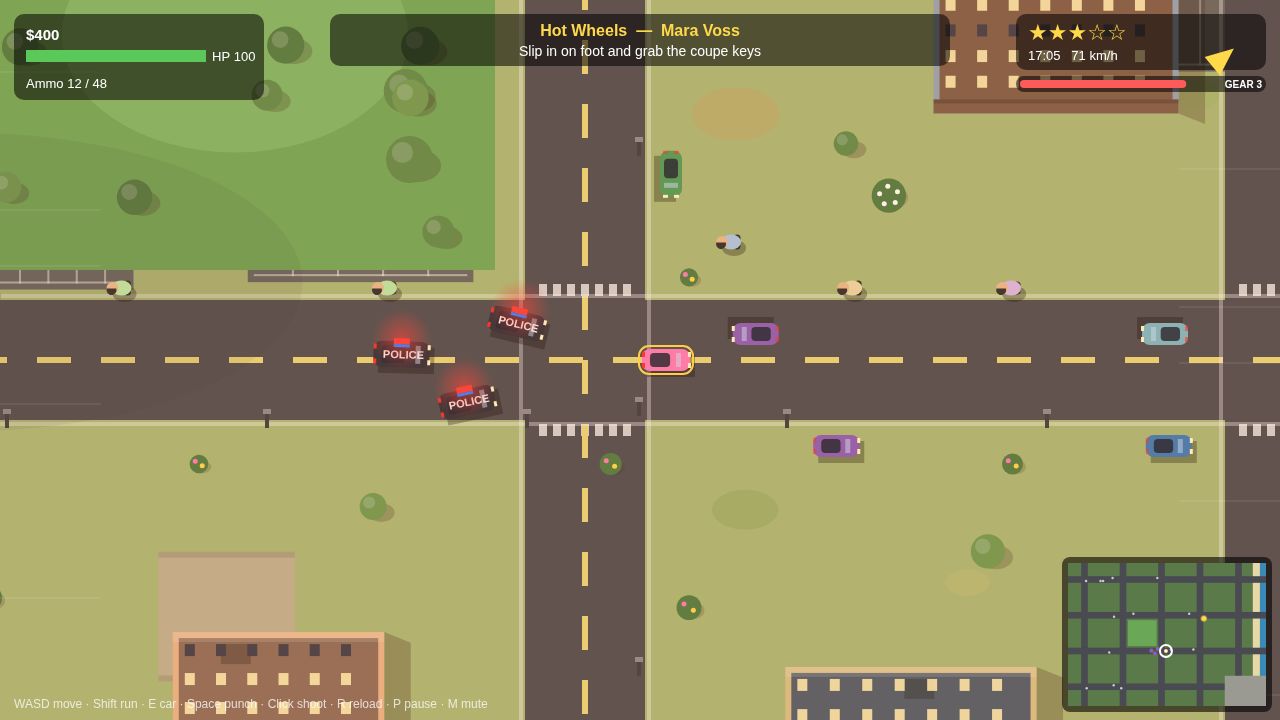 $400
HP 100
Ammo 12 / 48
Hot Wheels — Mara Voss
Slip in on foot and grab the coupe keys
★★★☆☆
17:05 71 km/h
GEAR 3
POLICE
POLICE
POLICE
WASD move · Shift run · E car · Space punch · Click shoot · R reload · P pause · M mute